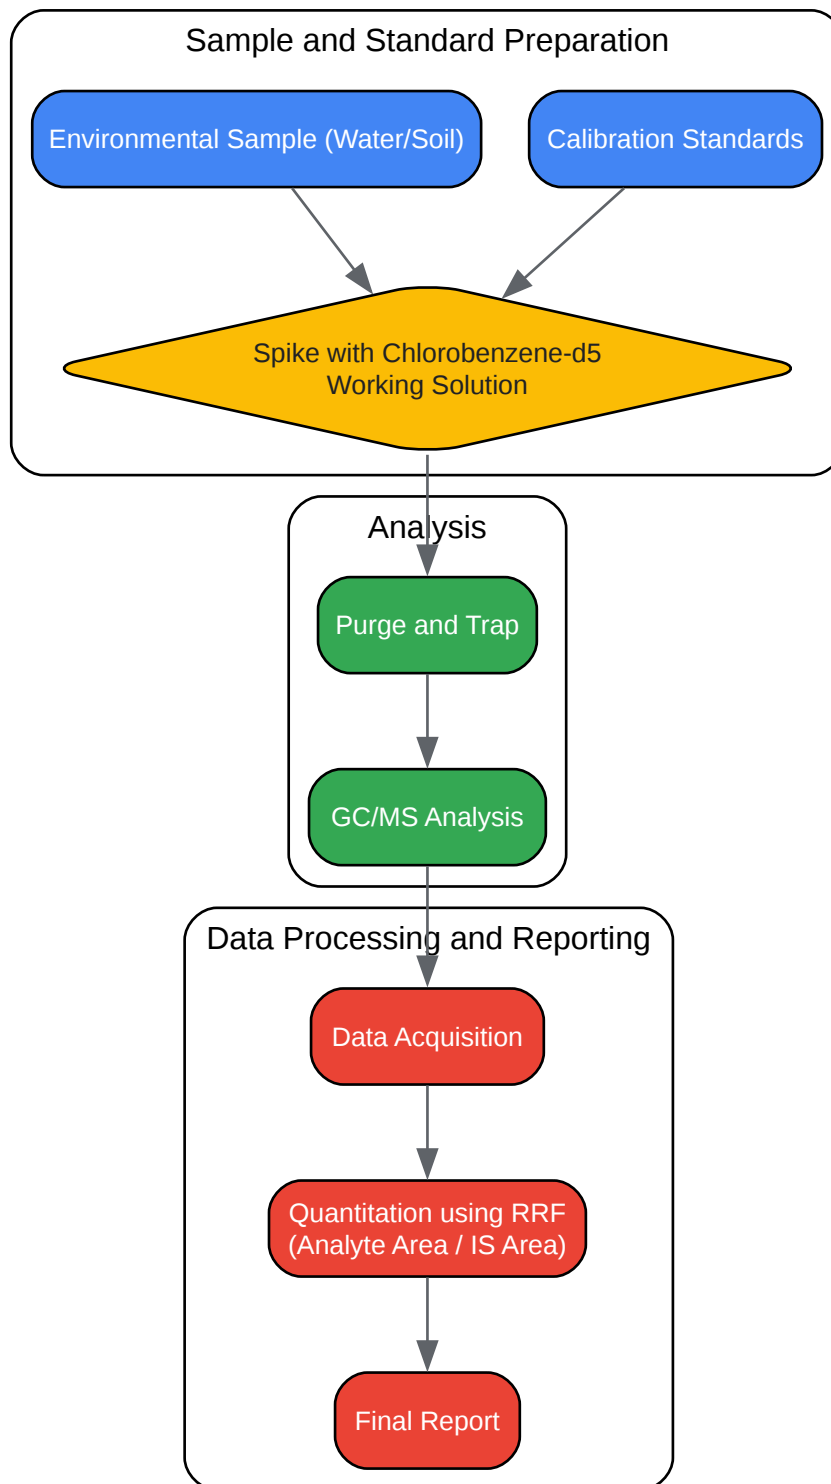 Sample and Standard Preparation
Environmental Sample (Water/Soil)
Calibration Standards
Spike with Chlorobenzene-d5
Working Solution
Analysis
Purge and Trap
GC/MS Analysis
Data Processing and Reporting
Data Acquisition
Quantitation using RRF
(Analyte Area / IS Area)
Final Report